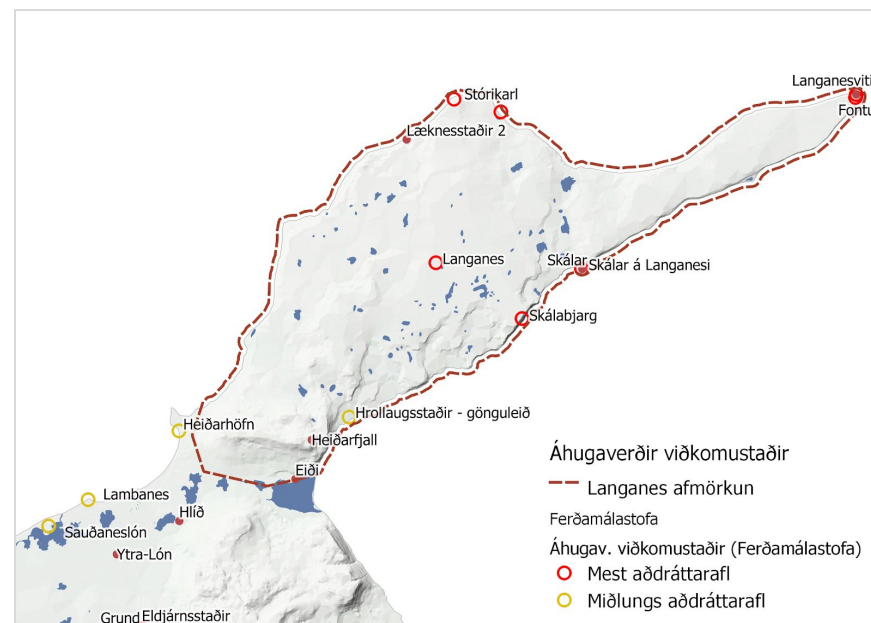 Langanesviti
Stórikarl
Fontu
Læknesstaðir 2
Langanes
Skálar
Skálar á Langanesi
Skálabjarg
Hrollaugsstaðir - gönguleið
Heiðarhöfn
Heiðarfjall
Áhugaverðir viðkomustaðir
Eiði
Langanes afmörkun
Lambanes
Hlíð
Ferðamálastofa
Sauðaneslón
Ytra-Lón
Áhugav. viðkomustaðir (Ferðamálastofa)
Mest aðdráttarafl
Miðlungs aðdráttarafl
Grund
Eldjárnsstaðir